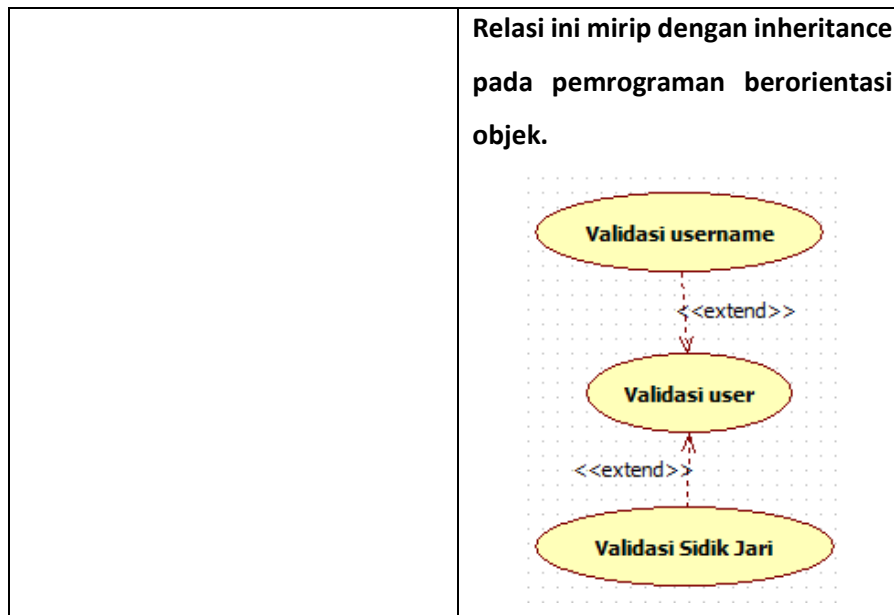 Relasi ini mirip dengan inheritance
pada pemrograman berorientasi
objek.
Validasi username
<<extend>>
Validasi user
<<extend>>
Validasi Sidik Jari